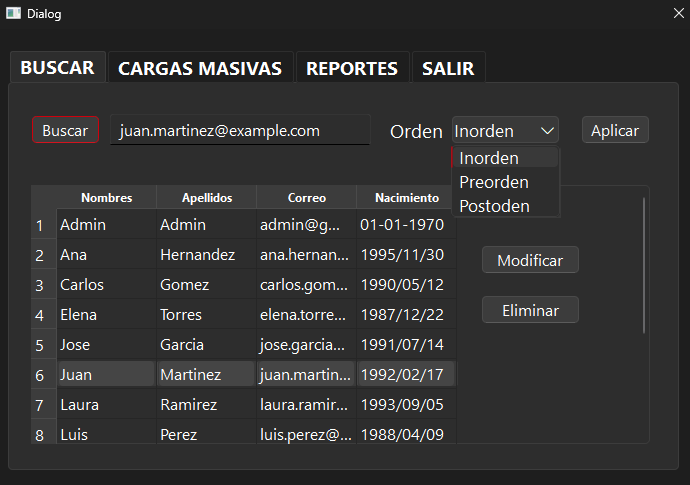 Dialog
BUSCAR CARGAS MASIVAS REPORTES SALIR
Buscar juan.martinez@example.com Orden Inorden Aplicar
Inorden
Preorden
Postoden
Nombres Apellidos Correo Nacimiento
1 Admin Admin admin@g... 01-01-1970
2 Ana Hernandez ana.hernan... 1995/11/30
3 Carlos Gomez carlos.gom... 1990/05/12
4 Elena Torres elena.torre... 1987/12/22
5 Jose Garcia jose.garcia... 1991/07/14
6 Juan Martinez juan.martin... 1992/02/17
7 Laura Ramirez laura.ramir... 1993/09/05
8 Luis Perez luis.perez@... 1988/04/09
Modificar
Eliminar